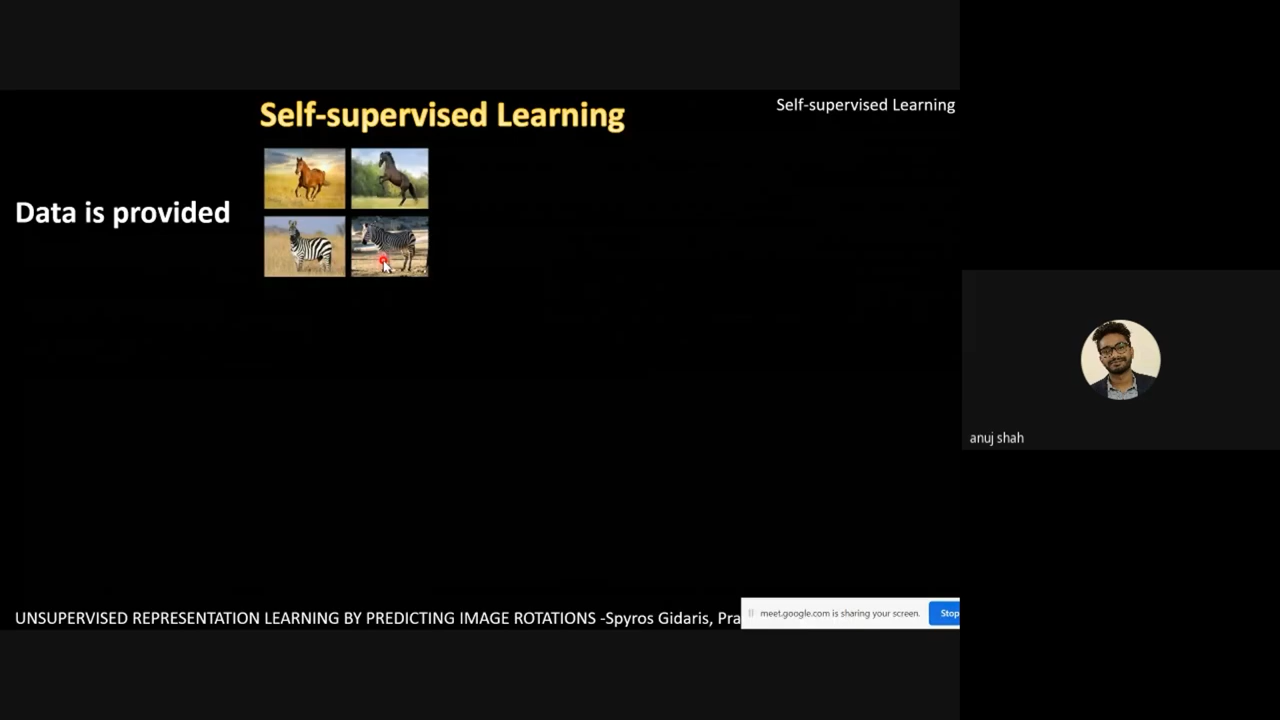 Self-supervised Learning
Self-supervised Learning
Data is provided
anuj shah
UNSUPERVISED REPRESENTATION LEARNING BY PREDICTING IMAGE ROTATIONS -Spyros Gidaris, Pra
meet.google.com is sharing your screen.
Stop